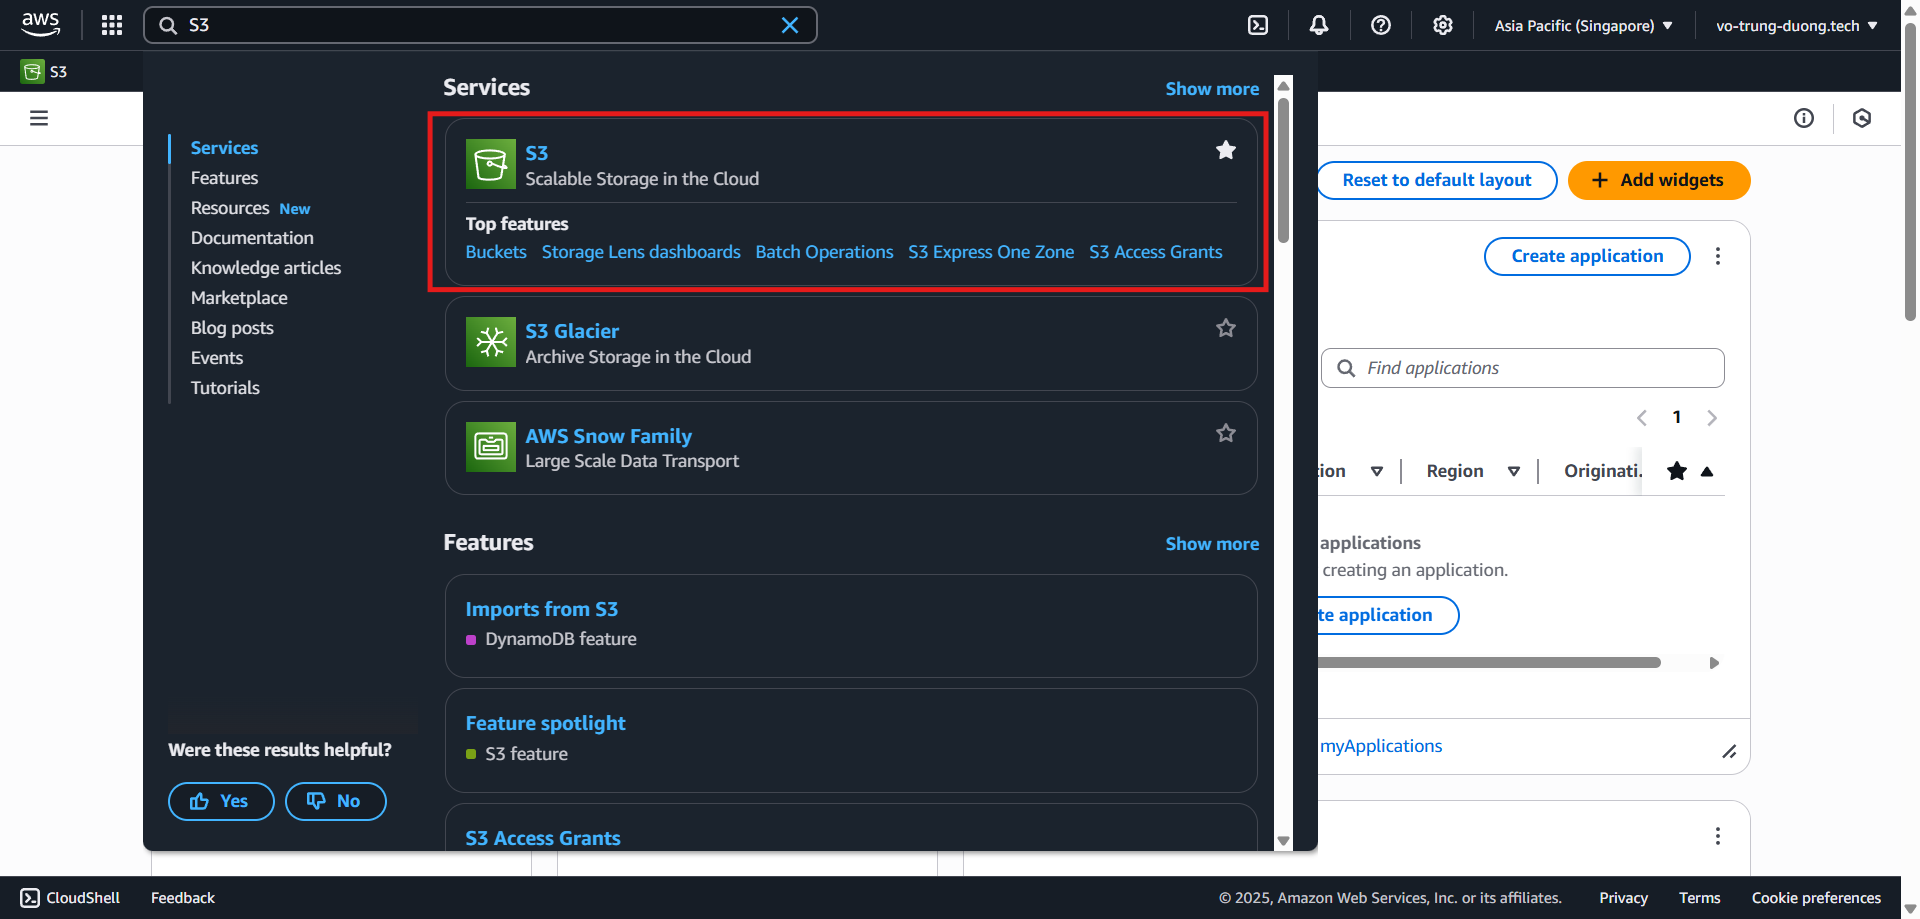 aws
S3
Asia Pacific (Singapore) ▼
vo-trung-duong.tech ▼
S3
Services
Features
Resources New
Documentation
Knowledge articles
Marketplace
Blog posts
Events
Tutorials
Were these results helpful?
Yes
No
Services
Show more
S3
Scalable Storage in the Cloud
Top features
Buckets Storage Lens dashboards Batch Operations S3 Express One Zone S3 Access Grants
S3 Glacier
Archive Storage in the Cloud
AWS Snow Family
Large Scale Data Transport
Features
Show more
Imports from S3
DynamoDB feature
Feature spotlight
S3 feature
S3 Access Grants
Reset to default layout
+ Add widgets
Create application
Find applications
1
tion Region Originati.
applications
creating an application.
te application
myApplications
CloudShell Feedback
© 2025, Amazon Web Services, Inc. or its affiliates. Privacy Terms Cookie preferences